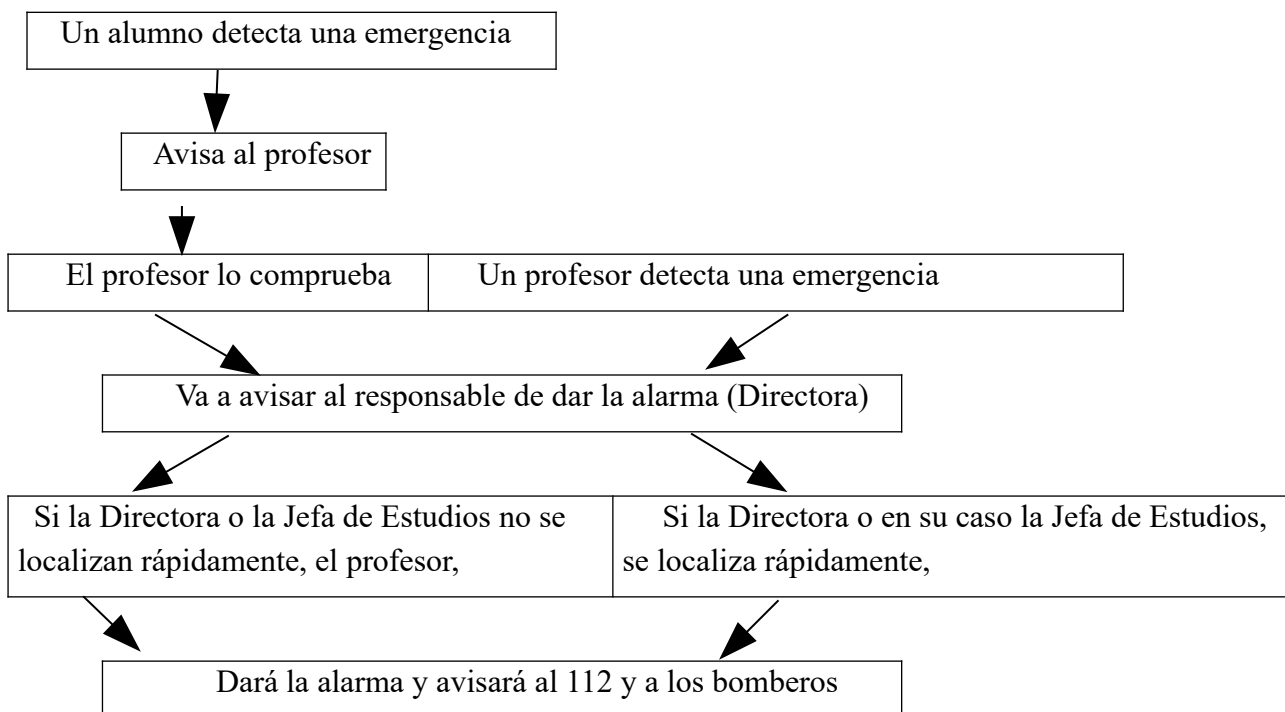 Un alumno detecta una emergencia
Avisa al profesor
El profesor lo comprueba
Un profesor detecta una emergencia
Va a avisar al responsable de dar la alarma (Directora)
Si la Directora o la Jefa de Estudios no se
localizan rápidamente, el profesor,
Si la Directora o en su caso la Jefa de Estudios,
se localiza rápidamente,
Dará la alarma y avisará al 112 y a los bomberos